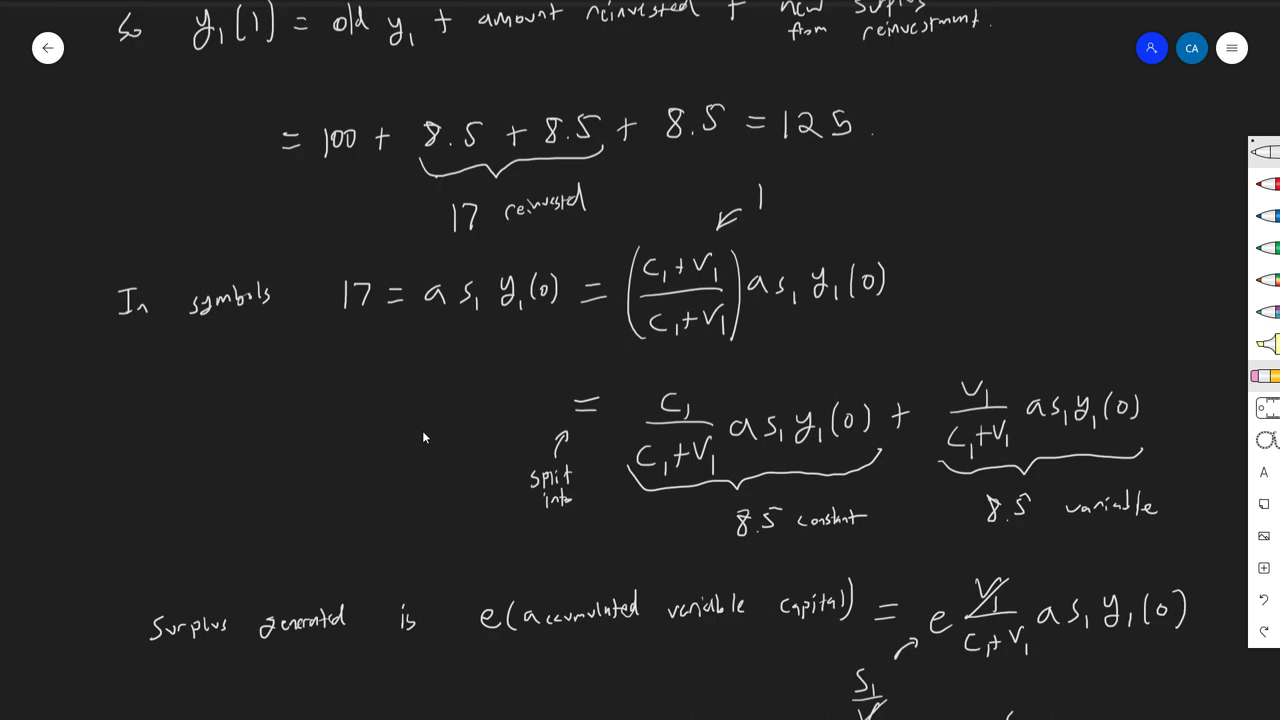 So y₁(1) = old y₁ + amount reinvested + new surplus from reinvestment.
CA
= 100 + 8.5 + 8.5 + 8.5 = 125.
17 reinvested
1
In symbols 17 = a s₁ y₁(0) = ((c₁+v₁)/(c₁+v₁)) a s₁ y₁(0)
= c₁/(c₁+v₁) a s₁ y₁(0) + v₁/(c₁+v₁) a s₁ y₁(0)
split into
8.5 constant 8.5 variable
Surplus generated is e(accumulated variable capital) = e v₁/(c₁+v₁) a s₁ y₁(0)
s₁/v
A